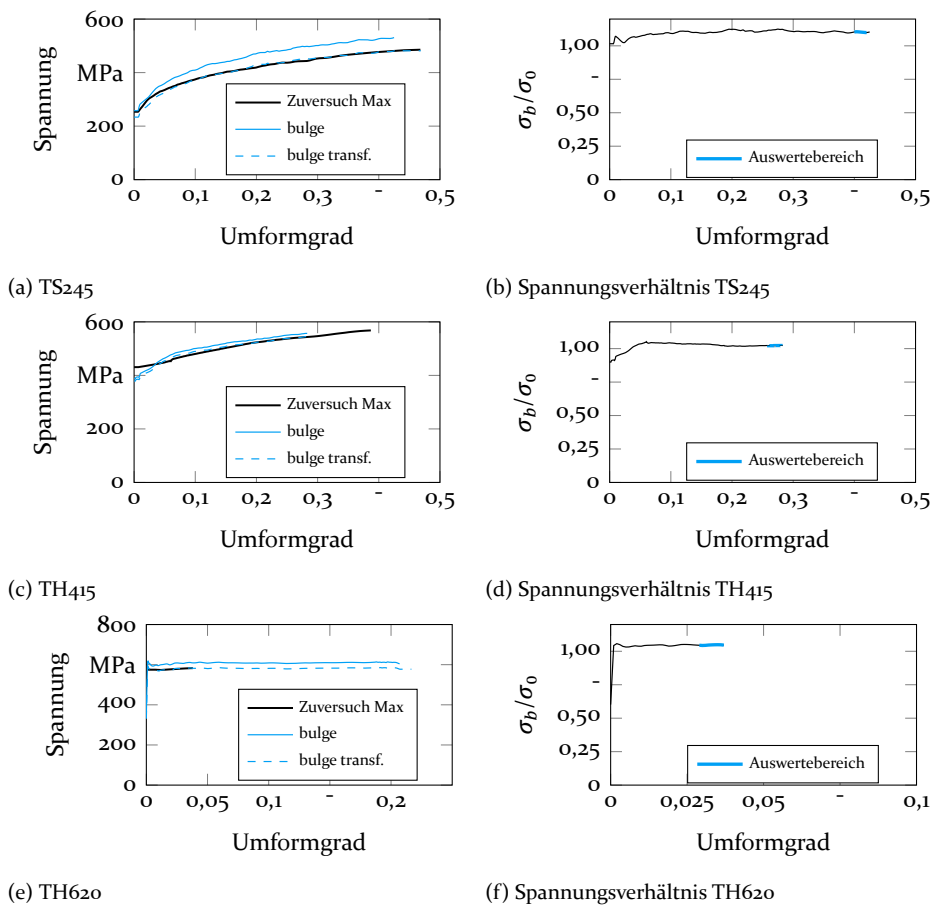 600
MPa
200
0
Spannung
Zuversuch Max
bulge
bulge transf.
0 0,1 0,2 0,3 - 0,5
Umformgrad
(a) TS245
1,00
-
0,50
0,25
0
σb/σ0
Auswertebereich
0 0,1 0,2 0,3 - 0,5
Umformgrad
(b) Spannungsverhältnis TS245
600
MPa
200
0
Spannung
Zuversuch Max
bulge
bulge transf.
0 0,1 0,2 0,3 - 0,5
Umformgrad
(c) TH415
1,00
-
0,50
0,25
0
σb/σ0
Auswertebereich
0 0,1 0,2 0,3 - 0,5
Umformgrad
(d) Spannungsverhältnis TH415
800
MPa
400
200
0
Spannung
Zuversuch Max
bulge
bulge transf.
0 0,05 0,1 - 0,2
Umformgrad
(e) TH620
1,00
-
0,50
0,25
0
σb/σ0
Auswertebereich
0 0,025 0,05 - 0,1
Umformgrad
(f) Spannungsverhältnis TH620